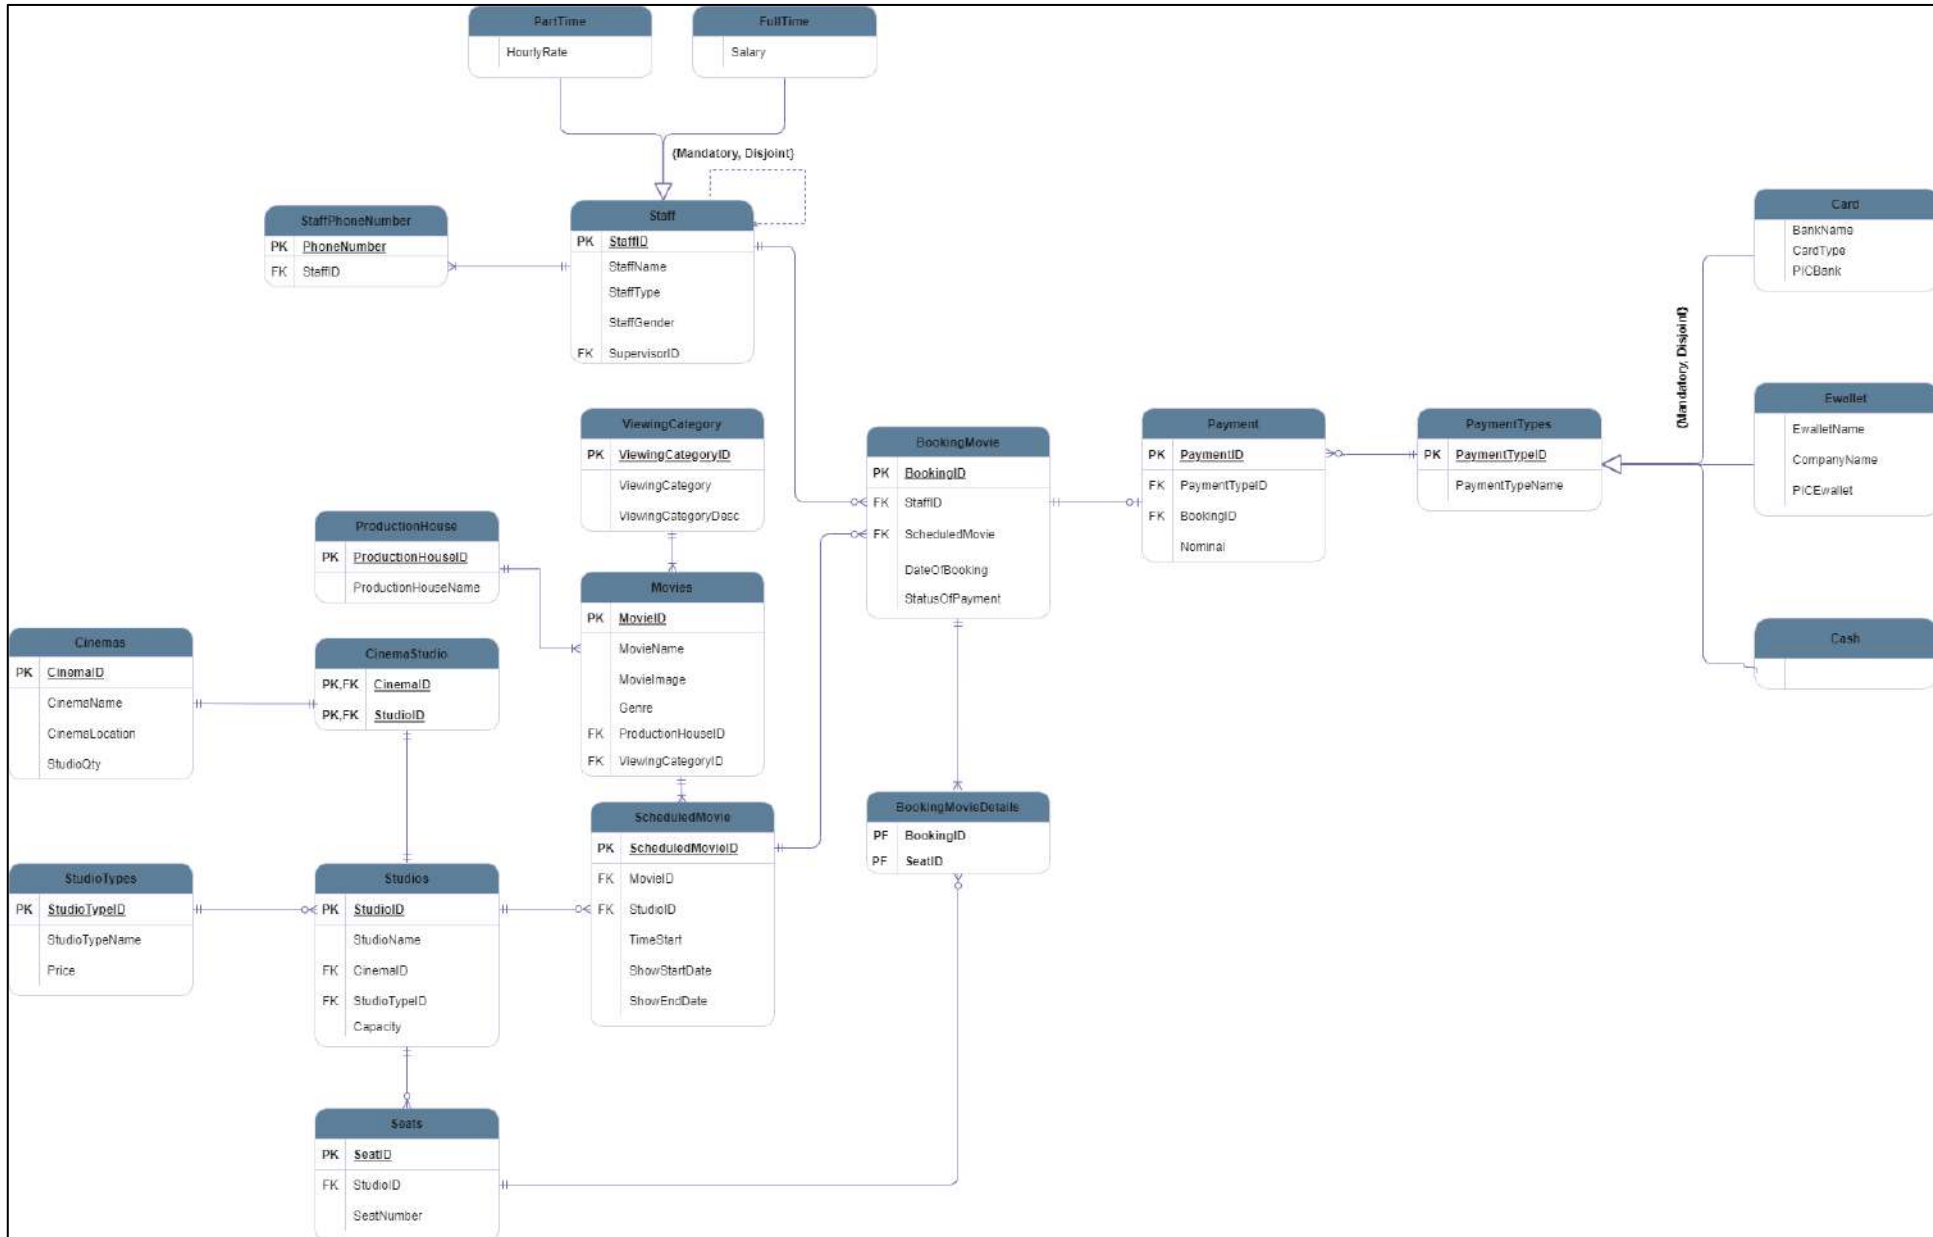 PartTime
HourlyRate
FullTime
Salary
{Mandatory, Disjoint}
StaffPhoneNumber
PK PhoneNumber
FK StaffID
Staff
PK StaffID
StaffName
StaffType
StaffGender
FK SupervisorID
Card
BankName
CardType
PICBank
{Mandatory, Disjoint}
Ewallet
EwalletName
CompanyName
PICEwallet
Cash
ViewingCategory
PK ViewingCategoryID
ViewingCategory
ViewingCategoryDesc
BookingMovie
PK BookingID
FK StaffID
FK ScheduledMovie
DateOfBooking
StatusOfPayment
Payment
PK PaymentID
FK PaymentTypeID
FK BookingID
Nominal
PaymentTypes
PK PaymentTypeID
PaymentTypeName
ProductionHouse
PK ProductionHouseID
ProductionHouseName
Movies
PK MovieID
MovieName
MovieImage
Genre
FK ProductionHouseID
FK ViewingCategoryID
Cinemas
PK CinemaID
CinemaName
CinemaLocation
StudioQty
CinemaStudio
PK,FK CinemaID
PK,FK StudioID
ScheduledMovie
PK ScheduledMovieID
FK MovieID
FK StudioID
TimeStart
ShowStartDate
ShowEndDate
BookingMovieDetails
PF BookingID
PF SeatID
StudioTypes
PK StudioTypeID
StudioTypeName
Price
Studios
PK StudioID
StudioName
FK CinemaID
FK StudioTypeID
Capacity
Seats
PK SeatID
FK StudioID
SeatNumber